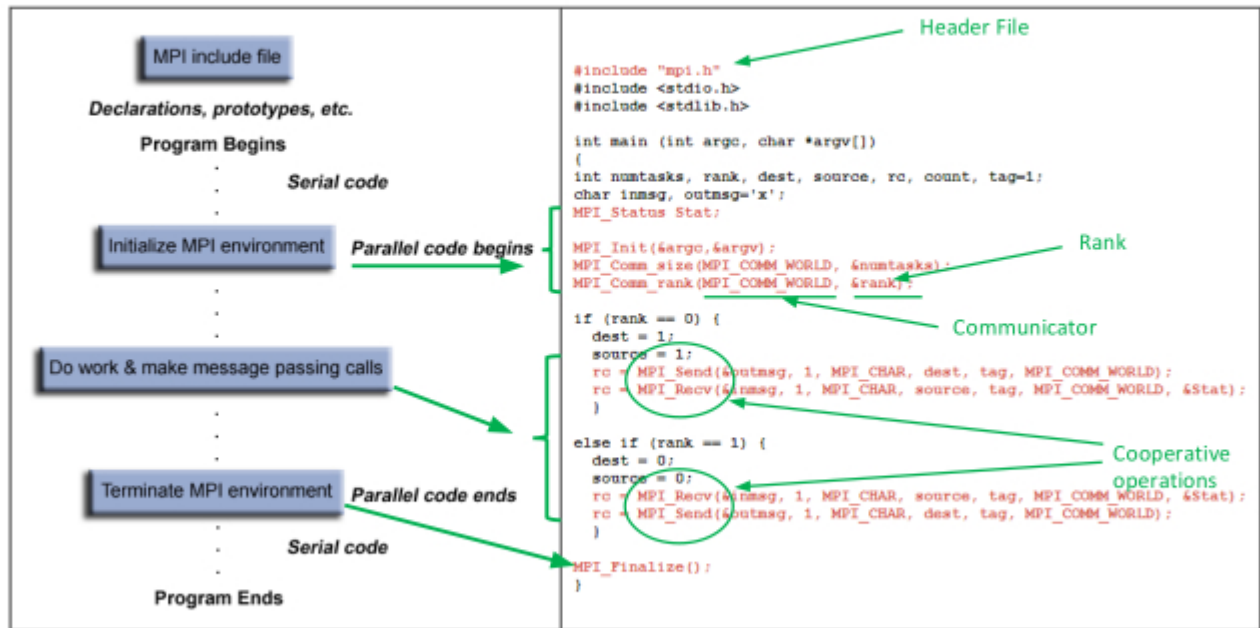 MPI include file
Declarations, prototypes, etc.
Program Begins
Serial code
Initialize MPI environment
Parallel code begins
Do work & make message passing calls
Terminate MPI environment
Parallel code ends
Serial code
Program Ends
Header File
#include "mpi.h"
#include <stdio.h>
#include <stdlib.h>
int main (int argc, char *argv[])
{
int numtasks, rank, dest, source, rc, count, tag=1;
char inmsg, outmsg='x';
MPI_Status Stat;
MPI_Init(&argc,&argv);
Rank
MPI_Comm_size(MPI_COMM_WORLD, &numtasks);
MPI_Comm_rank(MPI_COMM_WORLD, &rank);
Communicator
if (rank == 0) {
dest = 1;
source = 1;
rc = MPI_Send(&outmsg, 1, MPI_CHAR, dest, tag, MPI_COMM_WORLD);
rc = MPI_Recv(&inmsg, 1, MPI_CHAR, source, tag, MPI_COMM_WORLD, &Stat);
}
else if (rank == 1) {
dest = 0;
source = 0;
rc = MPI_Recv(&inmsg, 1, MPI_CHAR, source, tag, MPI_COMM_WORLD, &Stat);
rc = MPI_Send(&outmsg, 1, MPI_CHAR, dest, tag, MPI_COMM_WORLD);
}
Cooperative
operations
MPI_Finalize();
}